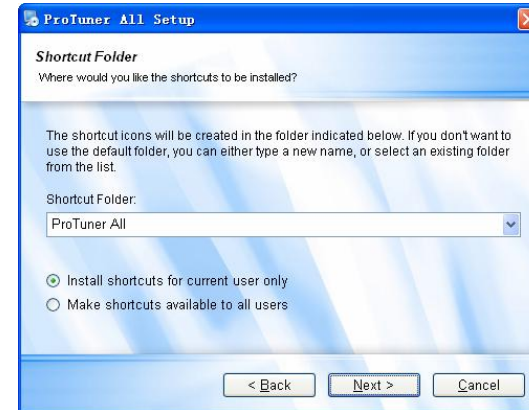 ProTuner All Setup
Shortcut Folder
Where would you like the shortcuts to be installed?
The shortcut icons will be created in the folder indicated below. If you don't want to
use the default folder, you can either type a new name, or select an existing folder
from the list.
Shortcut Folder:
ProTuner All
Install shortcuts for current user only
Make shortcuts available to all users
< Back Next > Cancel